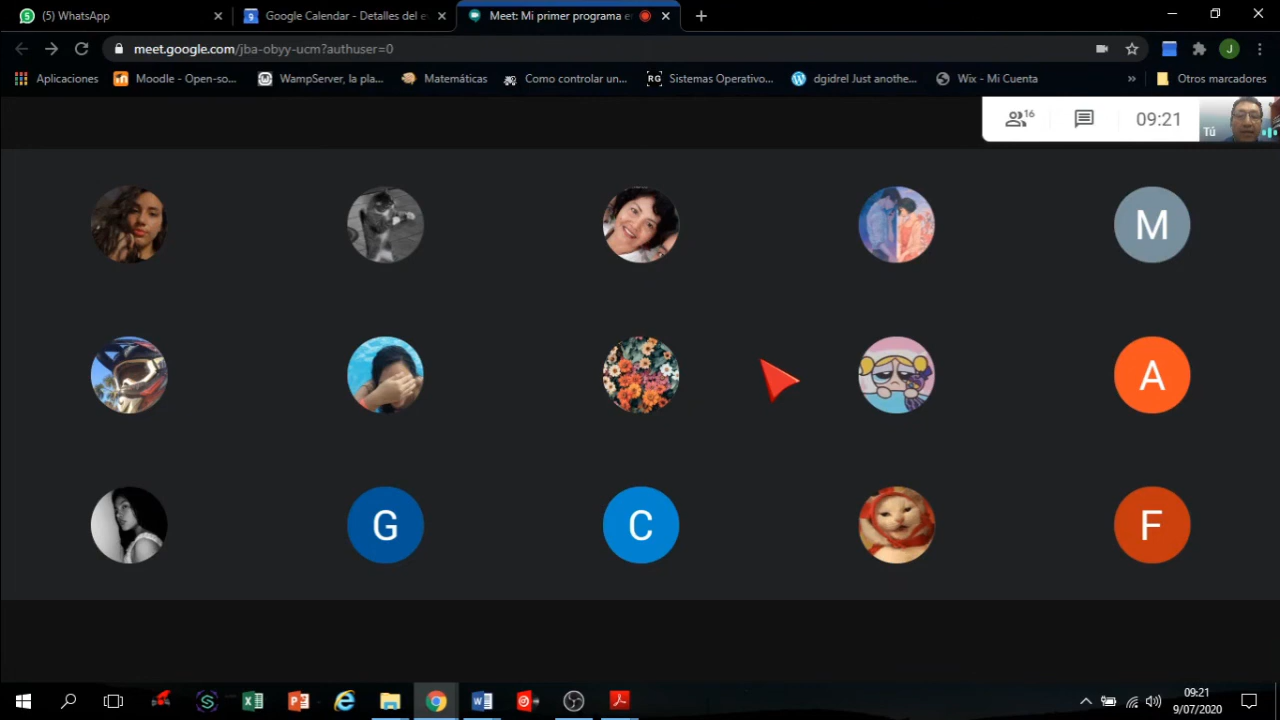 (5) WhatsApp
Google Calendar - Detalles del e
Meet: Mi primer programa e
meet.google.com/jba-obyy-ucm?authuser=0
J
Aplicaciones
Moodle - Open-so...
WampServer, la pla...
Matemáticas
Como controlar un...
RG Sistemas Operativo...
dgidrel Just anothe...
Wix - Mi Cuenta
»
Otros marcadores
16
09:21
Tú
M
A
G
C
F
09:21
9/07/2020